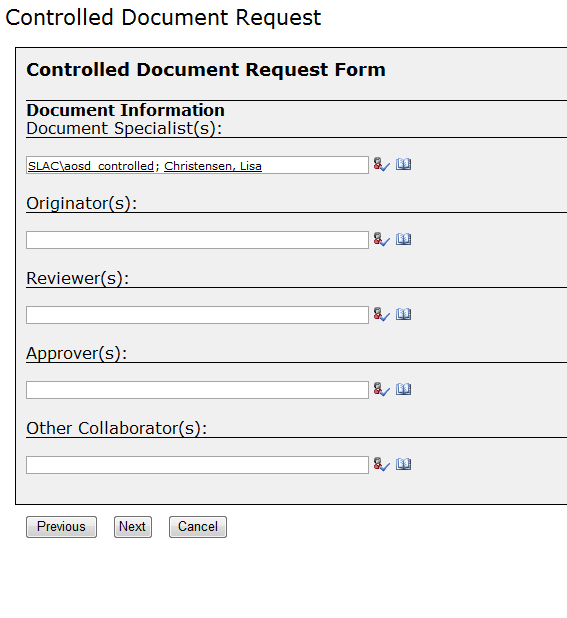 Controlled Document Request
Controlled Document Request Form
Document Information
Document Specialist(s):
SLAC\aosd_controlled; Christensen, Lisa
Originator(s):
Reviewer(s):
Approver(s):
Other Collaborator(s):
Previous Next Cancel